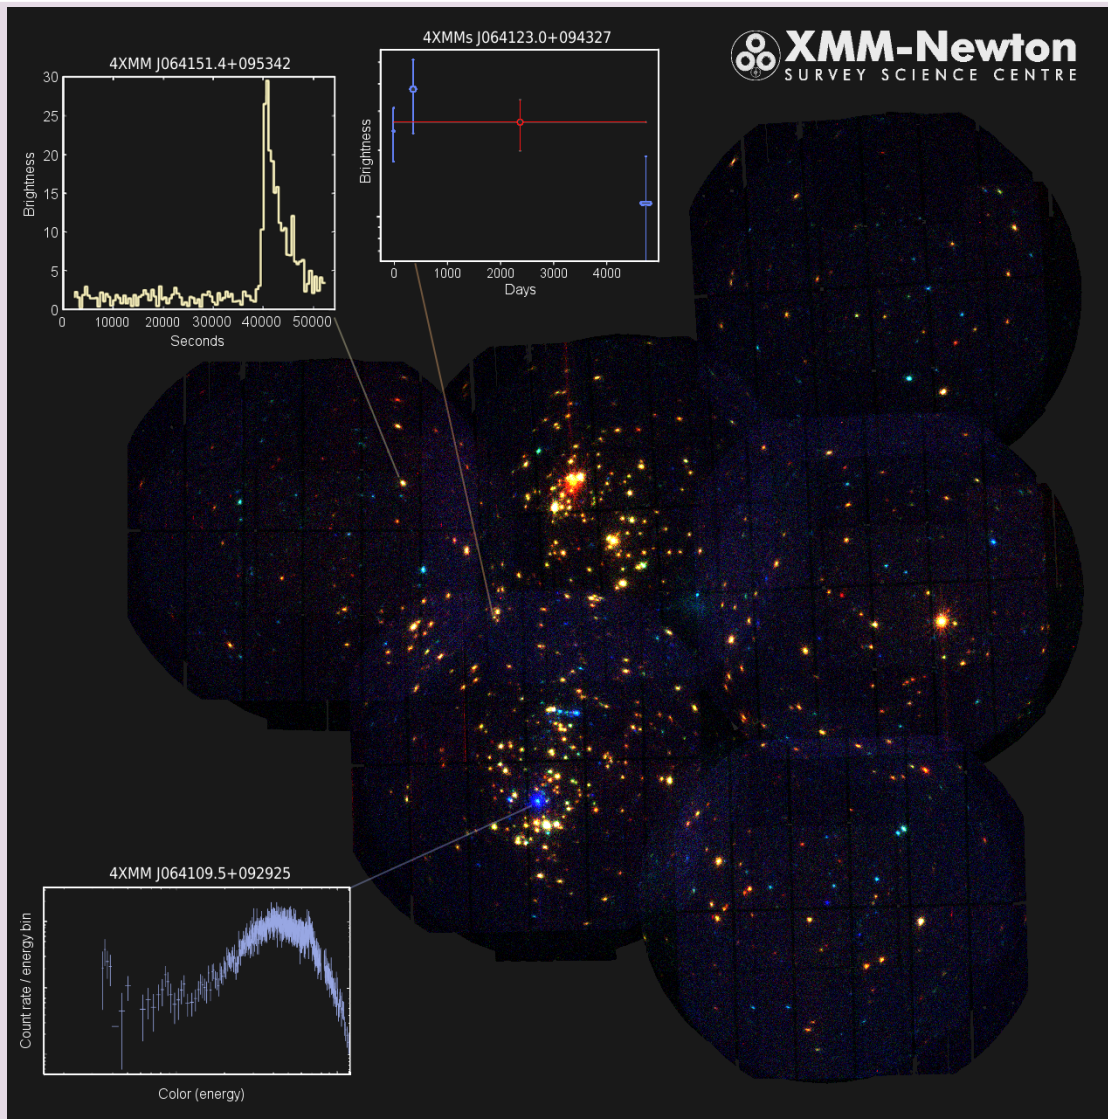 4XMM J064151.4+095342
Brightness
30
25
20
15
10
5
0
0 10000 20000 30000 40000 50000
Seconds
4XMMs J064123.0+094327
Brightness
0 1000 2000 3000 4000
Days
XMM-Newton
SURVEY SCIENCE CENTRE
4XMM J064109.5+092925
Count rate / energy bin
Color (energy)